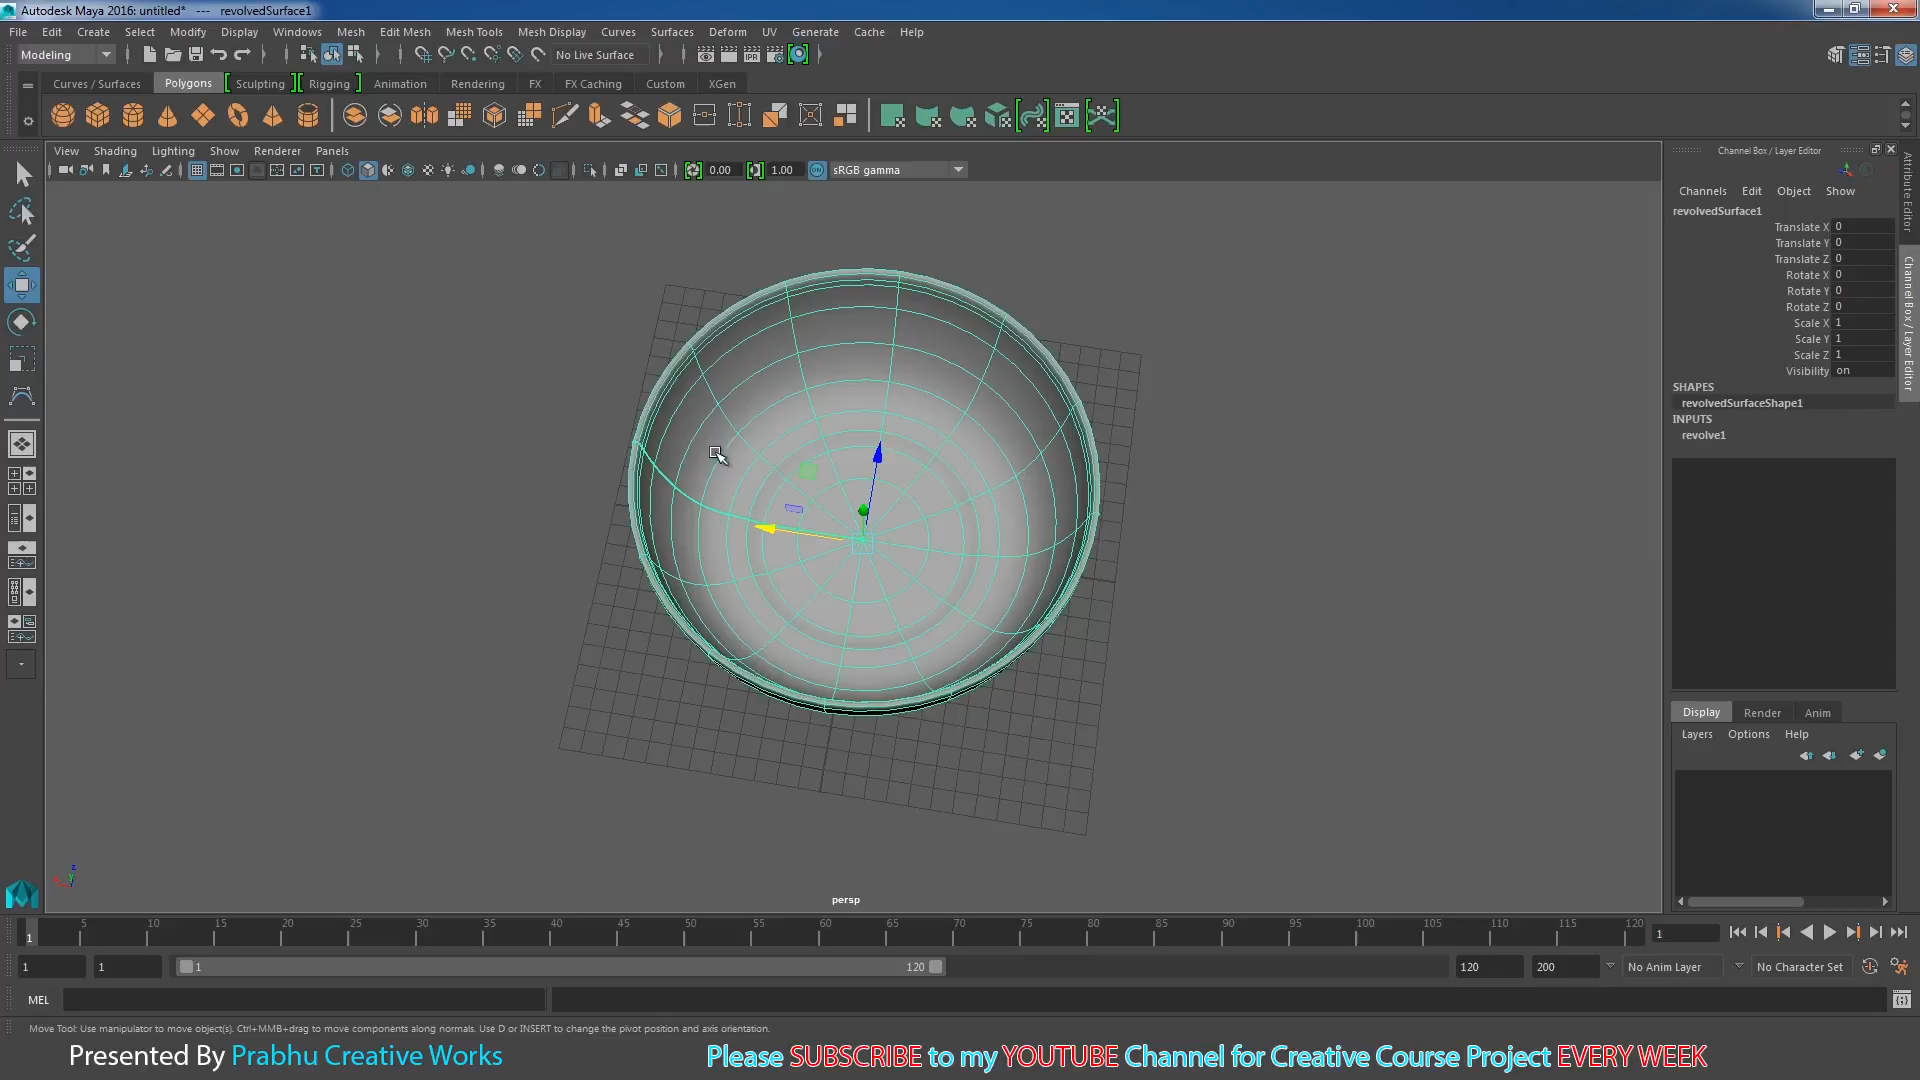 Autodesk Maya 2016: untitled* --- revolvedSurface1
File Edit Create Select Modify Display Windows Mesh Edit Mesh Mesh Tools Mesh Display Curves Surfaces Deform UV Generate Cache Help
Modeling No Live Surface
Curves / Surfaces Polygons Sculpting Rigging Animation Rendering FX FX Caching Custom XGen
View Shading Lighting Show Renderer Panels
0.00 1.00 sRGB gamma
Channel Box / Layer Editor
Channels Edit Object Show
revolvedSurface1
Translate X 0
Translate Y 0
Translate Z 0
Rotate X 0
Rotate Y 0
Rotate Z 0
Scale X 1
Scale Y 1
Scale Z 1
Visibility on
SHAPES
revolvedSurfaceShape1
INPUTS
revolve1
Attribute Editor
Channel Box / Layer Editor
Display Render Anim
Layers Options Help
persp
1 5 10 15 20 25 30 35 40 45 50 55 60 65 70 75 80 85 90 95 100 105 110 115 120 1
1 1 1 120 120 200 No Anim Layer No Character Set
MEL
Move Tool: Use manipulator to move object(s). Ctrl+MMB+drag to move components along normals. Use D or INSERT to change the pivot position and axis orientation.
Presented By Prabhu Creative Works
Please SUBSCRIBE to my YOUTUBE Channel for Creative Course Project EVERY WEEK